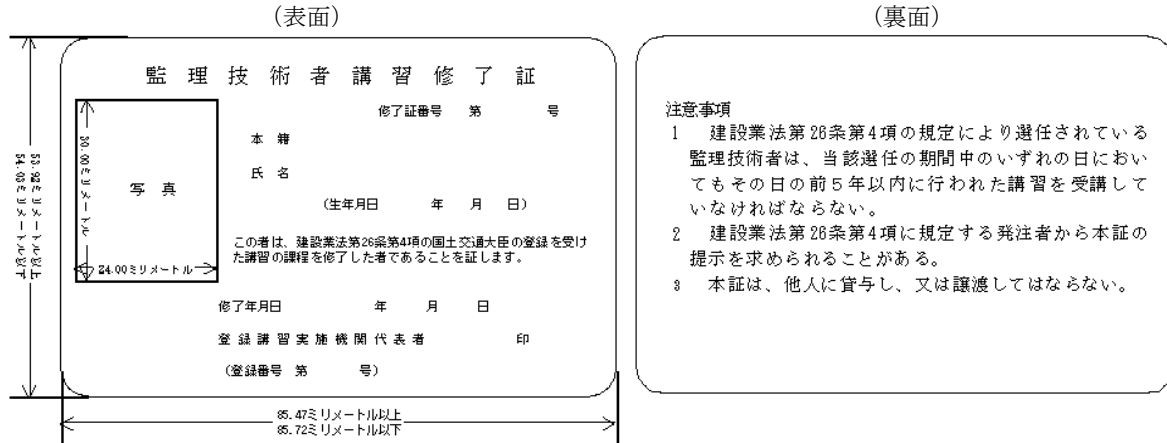 (表面)
(裏面)
監理技術者講習修了証
修了証番号　第　　　号
本籍
氏名
写真
(生年月日　　年　月　日)
この者は、建設業法第26条第4項の国土交通大臣の登録を受け
た講習の課程を修了した者であることを証します。
30.00ミリメートル
24.00ミリメートル
修了年月日　　　年　　月　　日
登録講習実施機関代表者　　　印
(登録番号　第　　　号)
53.92ミリメートル以上
54.03ミリメートル以下
85.47ミリメートル以上
85.72ミリメートル以下
注意事項
1　建設業法第26条第4項の規定により選任されている
監理技術者は、当該選任の期間中のいずれの日におい
てもその日の前5年以内に行われた講習を受講して
いなければならない。
2　建設業法第26条第4項に規定する発注者から本証の
提示を求められることがある。
3　本証は、他人に貸与し、又は譲渡してはならない。